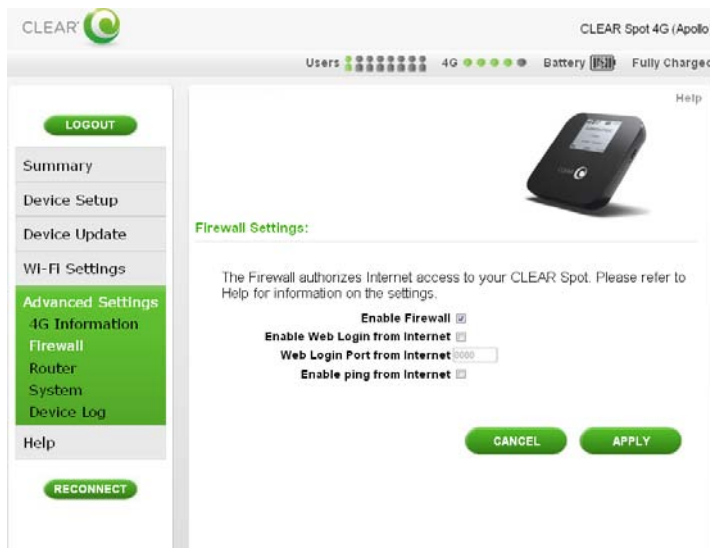 CLEAR
CLEAR Spot 4G (Apollo
Users 4G Battery Fully Charged
Help
LOGOUT
Summary
Device Setup
Device Update
Wi-Fi Settings
Advanced Settings
4G Information
Firewall
Router
System
Device Log
Help
RECONNECT
CLEAR
Firewall Settings:
The Firewall authorizes Internet access to your CLEAR Spot. Please refer to
Help for information on the settings.
Enable Firewall
Enable Web Login from Internet
Web Login Port from Internet 0000
Enable ping from Internet
CANCEL APPLY